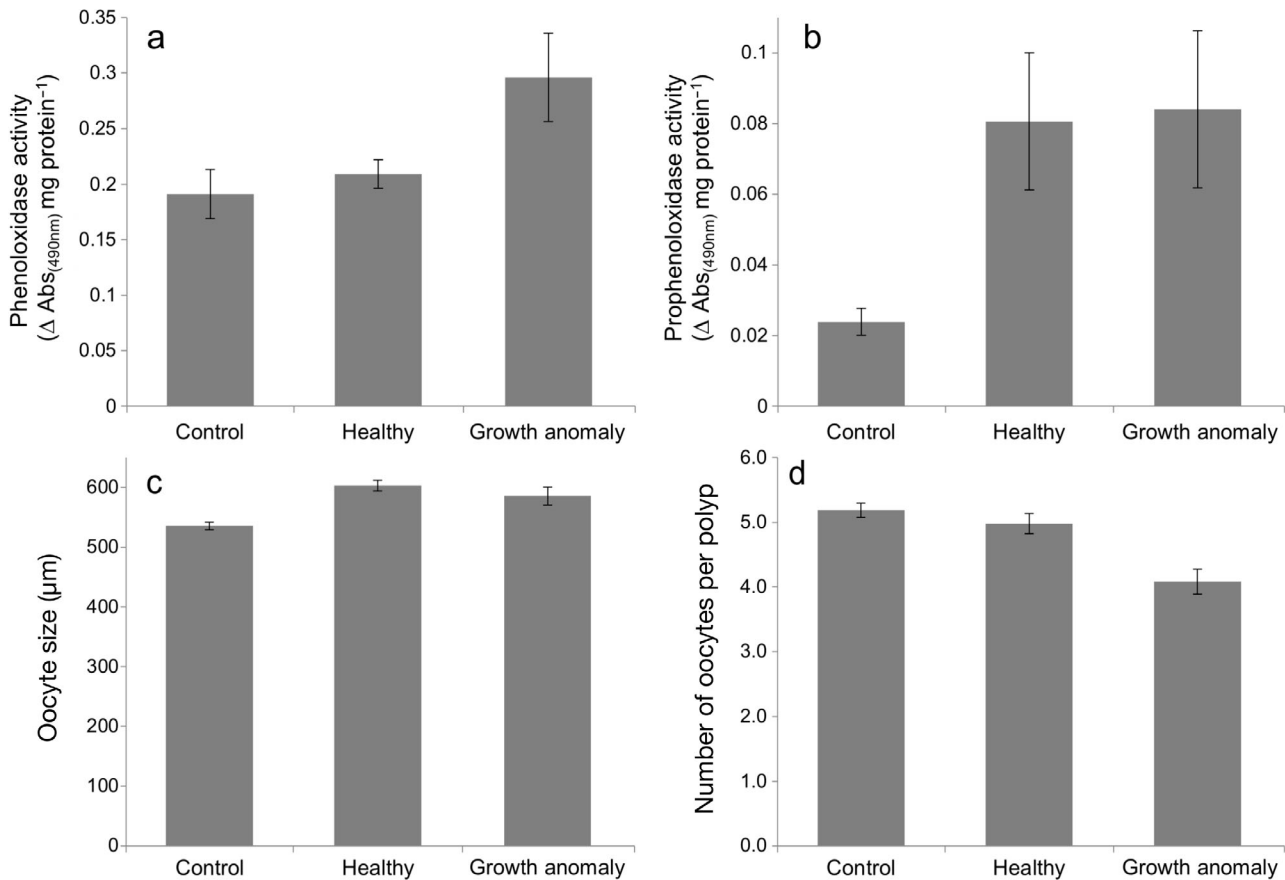 a
Phenoloxidase activity
(Δ Abs(490nm) mg protein⁻¹)
0.35
0.3
0.25
0.2
0.15
0.1
0.05
0
Control Healthy Growth anomaly
b
Prophenoloxidase activity
(Δ Abs(490nm) mg protein⁻¹)
0.1
0.08
0.06
0.04
0.02
0
Control Healthy Growth anomaly
c
Oocyte size (µm)
600
500
400
300
200
100
0
Control Healthy Growth anomaly
d
Number of oocytes per polyp
6.0
5.0
4.0
3.0
2.0
1.0
0.0
Control Healthy Growth anomaly